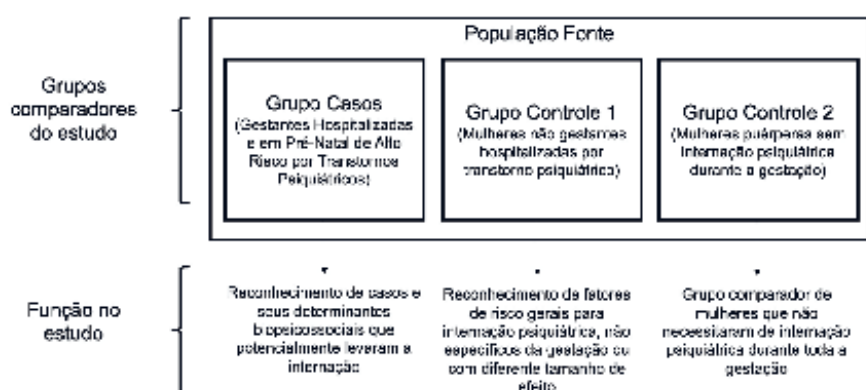 População Fonte
Grupos
comparadores
do estudo
Grupo Casos
(Gestantes Hospitalizadas
e em Pré-Natal de Alto
Risco por Transtornos
Psiquiátricos)
Grupo Controle 1
(Mulheres não gestantes
hospitalizadas por
transtorno psiquiátrico)
Grupo Controle 2
(Mulheres puérperas sem
internação psiquiátrica
durante a gestação)
Função no
estudo
Reconhecimento de casos e
seus determinantes
biopsicossociais que
potencialmente levaram a
internação
Reconhecimento de fatores
de risco gerais para
internação psiquiátrica, não
específicos da gestação ou
com diferente tamanho de
efeito
Grupo comparador de
mulheres que não
necessitaram de internação
psiquiátrica durante toda a
gestação